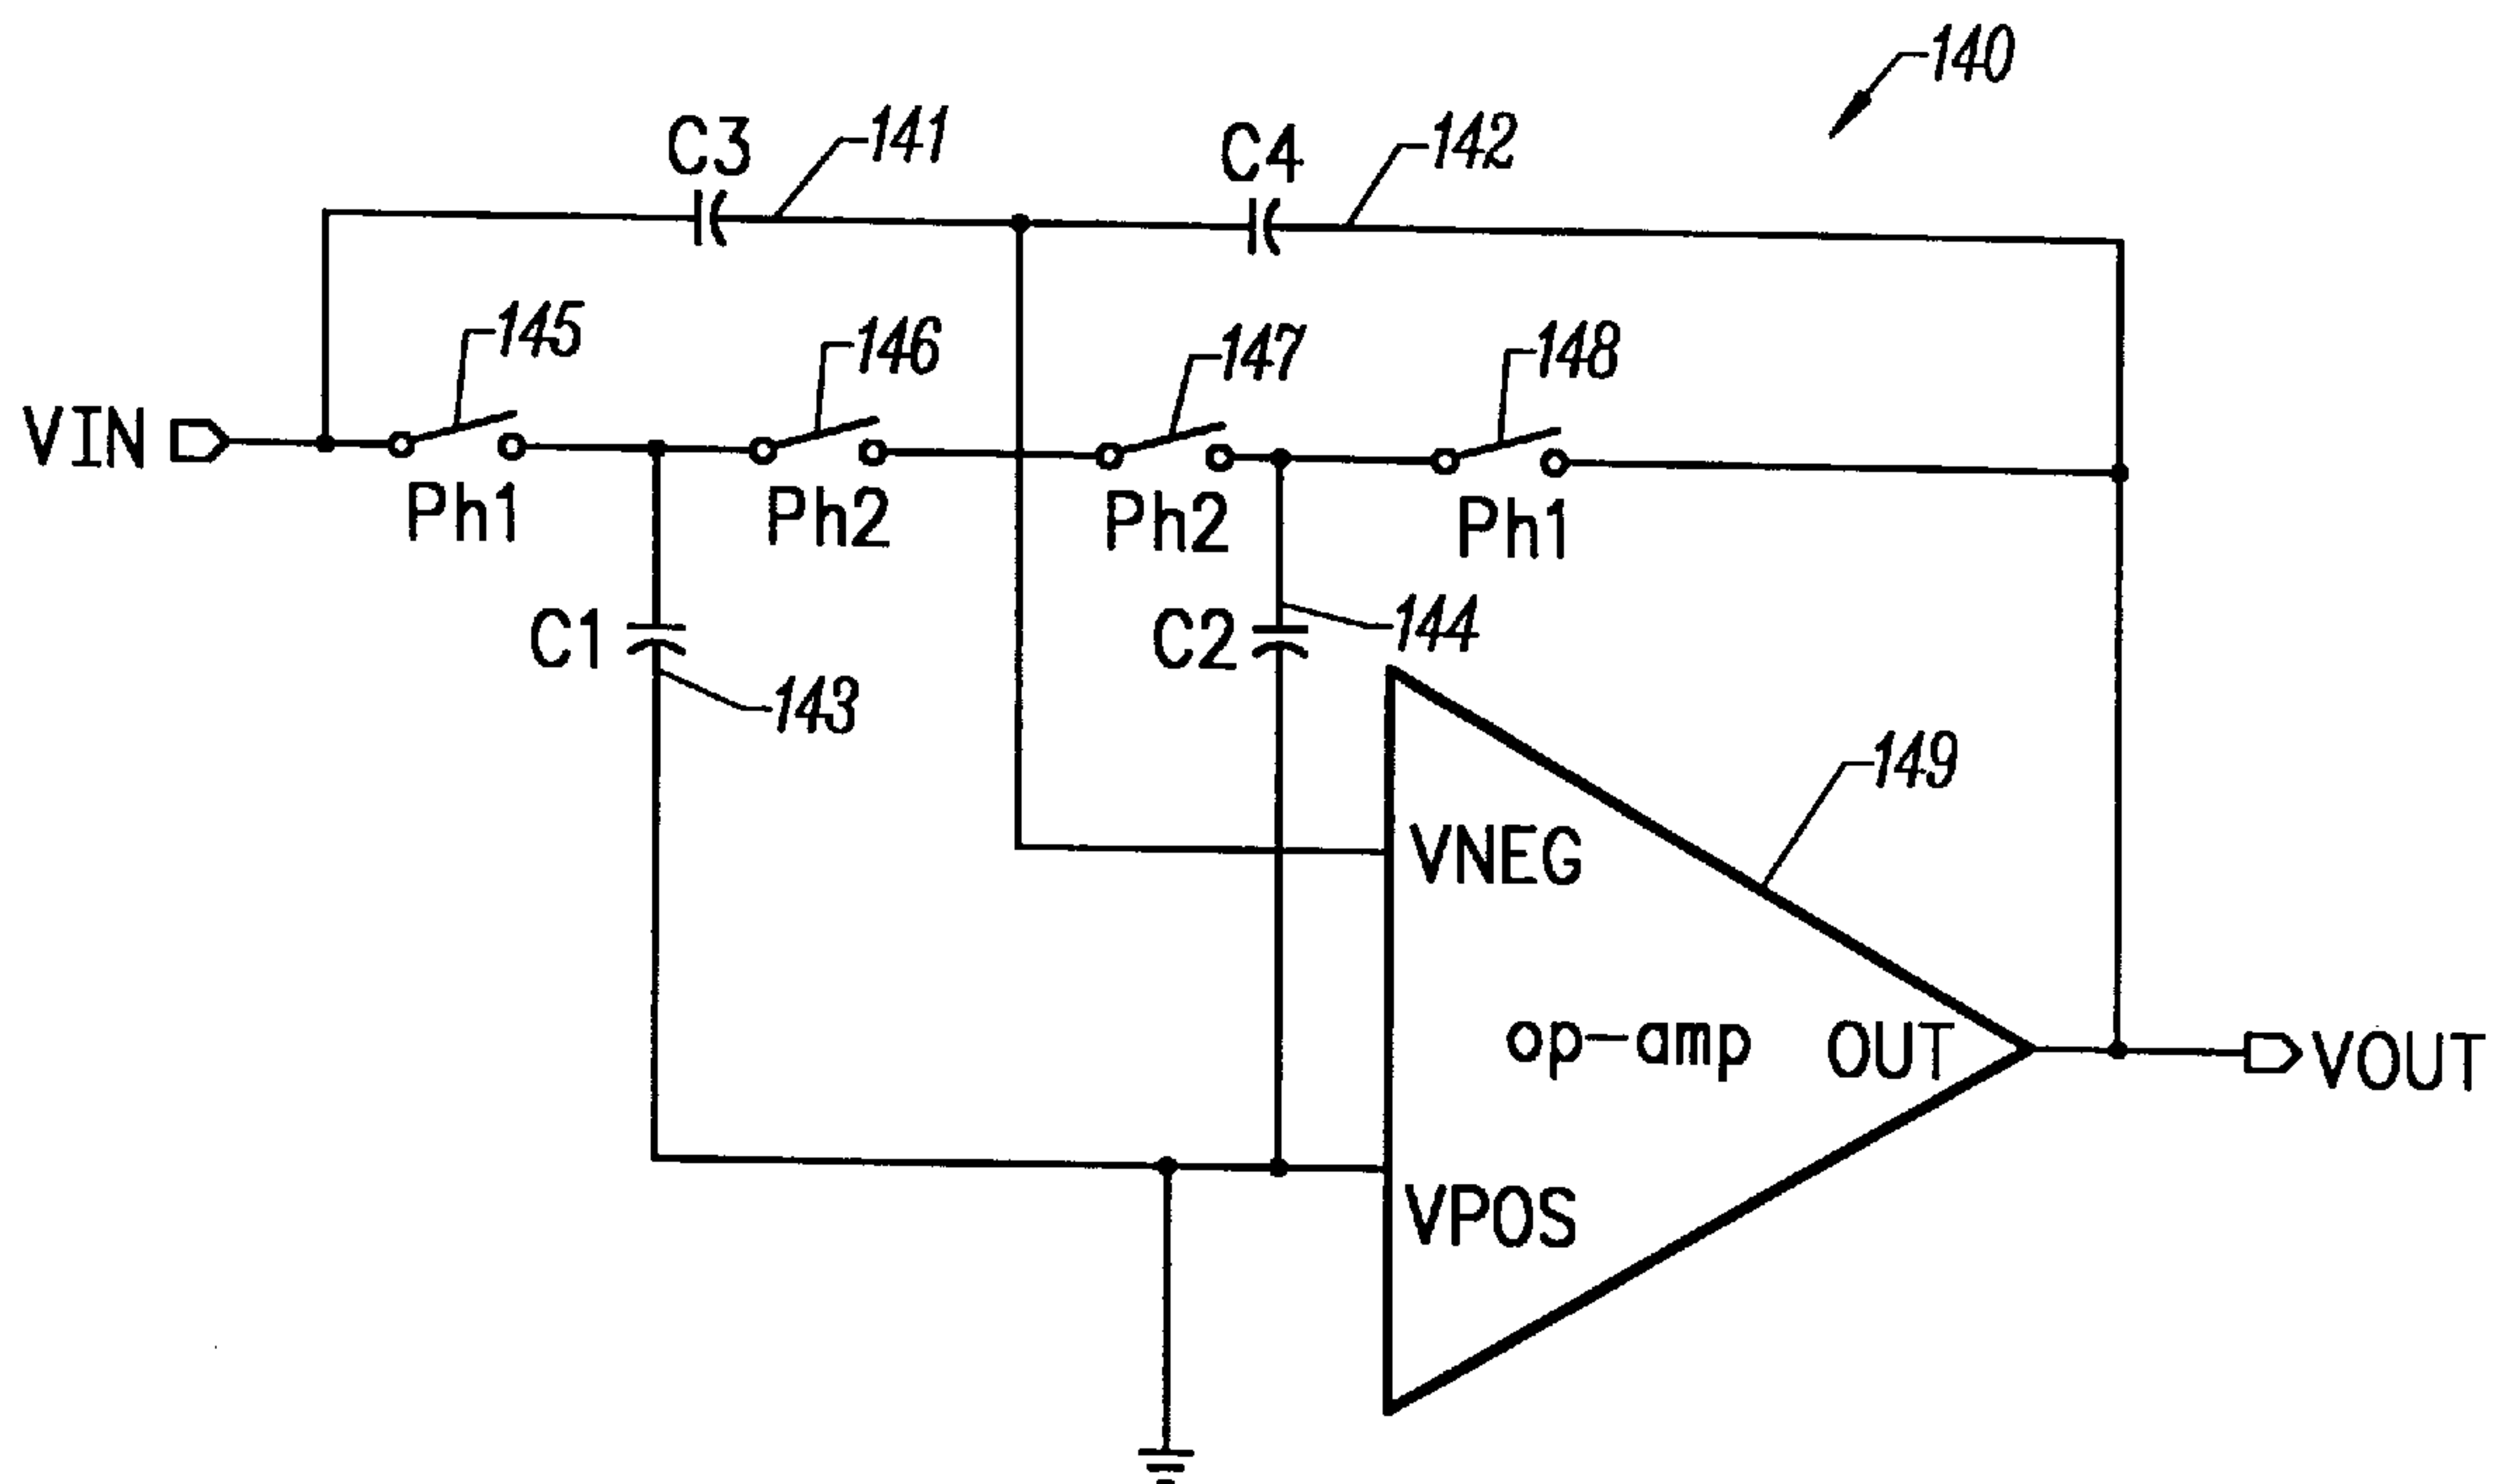 140
C3
141
C4
142
145
146
147
148
VIN
Ph1
Ph2
Ph2
Ph1
C1
143
C2
144
149
VNEG
op-amp
OUT
VOUT
VPOS